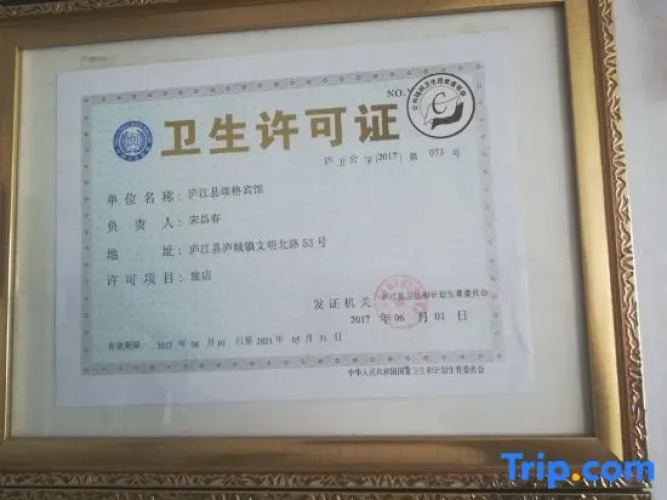 NO.
卫生许可证
庐卫公字[2017]第 073 号
单位名称：庐江县瑞格宾馆
负责人：宋昌春
地址：庐江县庐城镇文明北路53号
许可项目：旅店
发证机关 庐江县卫生和计划生育委员会
2017 年 06 月 01 日
有效期限： 2017 年 06 月 01 日至 2021 年 05 月 31 日
中华人民共和国国家卫生和计划生育委员会
Trip.com